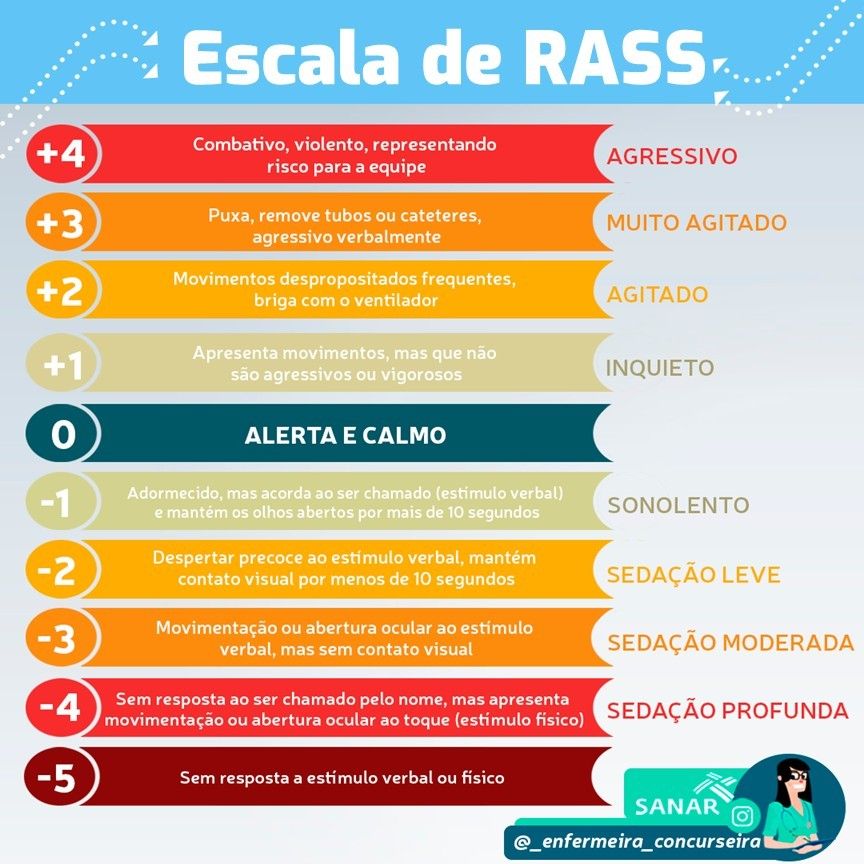 Escala de RASS
+4
Combativo, violento, representando
risco para a equipe
AGRESSIVO
+3
Puxa, remove tubos ou cateteres,
agressivo verbalmente
MUITO AGITADO
+2
Movimentos despropositados frequentes,
briga com o ventilador
AGITADO
+1
Apresenta movimentos, mas que não
são agressivos ou vigorosos
INQUIETO
0
ALERTA E CALMO
-1
Adormecido, mas acorda ao ser chamado (estímulo verbal)
e mantém os olhos abertos por mais de 10 segundos
SONOLENTO
-2
Despertar precoce ao estímulo verbal, mantém
contato visual por menos de 10 segundos
SEDAÇÃO LEVE
-3
Movimentação ou abertura ocular ao estímulo
verbal, mas sem contato visual
SEDAÇÃO MODERADA
-4
Sem resposta ao ser chamado pelo nome, mas apresenta
movimentação ou abertura ocular ao toque (estímulo físico)
SEDAÇÃO PROFUNDA
-5
Sem resposta a estímulo verbal ou físico
SANAR
@_enfermeira_concurseira